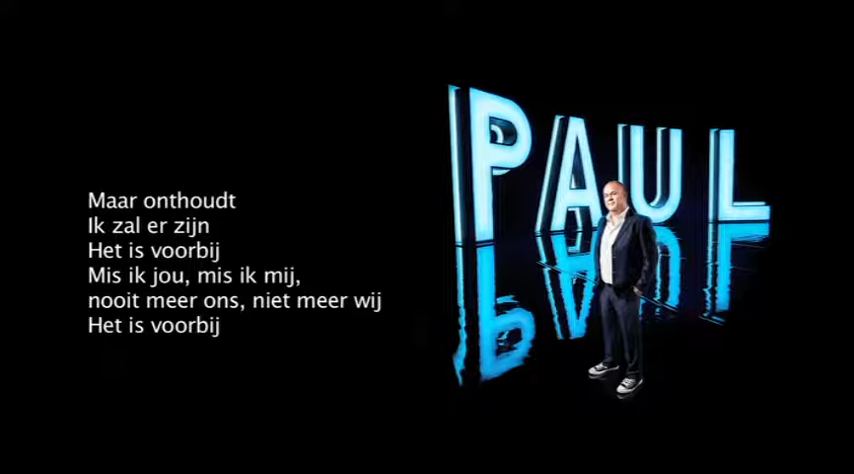 Maar onthoudt
Ik zal er zijn
Het is voorbij
Mis ik jou, mis ik mij,
nooit meer ons, niet meer wij
Het is voorbij
PAUL